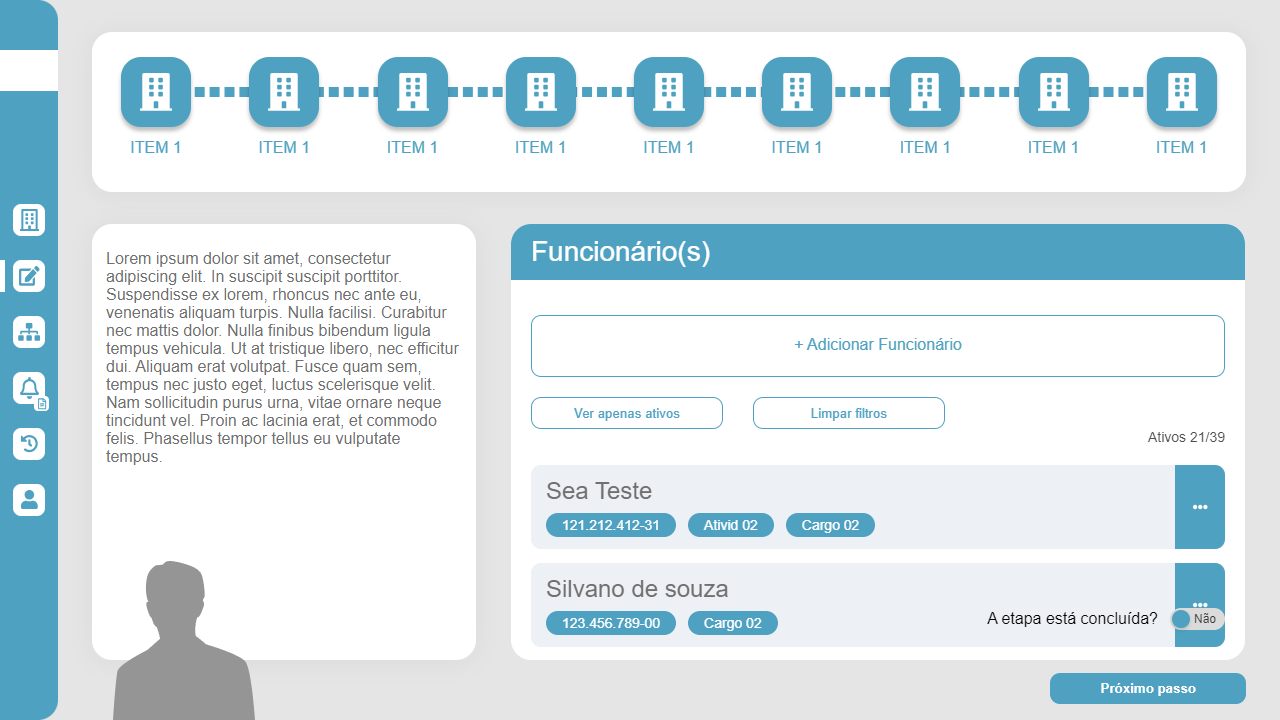 ITEM 1 ITEM 1 ITEM 1 ITEM 1 ITEM 1 ITEM 1 ITEM 1 ITEM 1 ITEM 1
Lorem ipsum dolor sit amet, consectetur
adipiscing elit. In suscipit suscipit porttitor.
Suspendisse ex lorem, rhoncus nec ante eu,
venenatis aliquam turpis. Nulla facilisi. Curabitur
nec mattis dolor. Nulla finibus bibendum ligula
tempus vehicula. Ut at tristique libero, nec efficitur
dui. Aliquam erat volutpat. Fusce quam sem,
tempus nec justo eget, luctus scelerisque velit.
Nam sollicitudin purus urna, vitae ornare neque
tincidunt vel. Proin ac lacinia erat, et commodo
felis. Phasellus tempor tellus eu vulputate
tempus.
Funcionário(s)
+ Adicionar Funcionário
Ver apenas ativos Limpar filtros
Ativos 21/39
Sea Teste
121.212.412-31 Ativid 02 Cargo 02
Silvano de souza
123.456.789-00 Cargo 02
A etapa está concluída? Não
Próximo passo